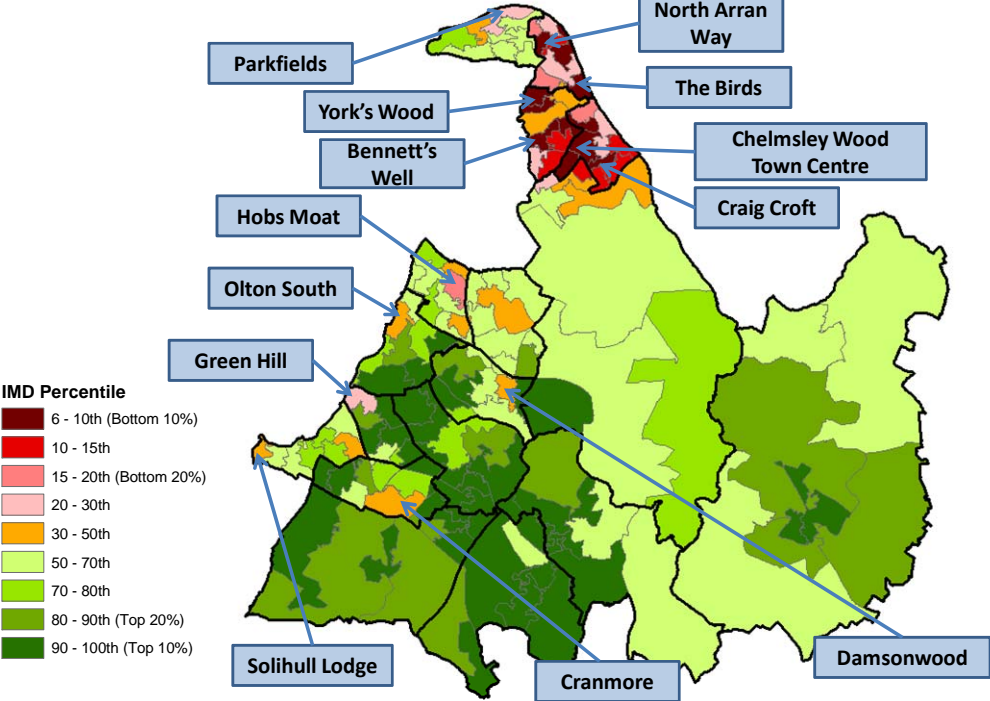 North Arran
Way
Parkfields
The Birds
York's Wood
Chelmsley Wood
Town Centre
Bennett's
Well
Craig Croft
Hobs Moat
Olton South
Green Hill
IMD Percentile
6 - 10th (Bottom 10%)
10 - 15th
15 - 20th (Bottom 20%)
20 - 30th
30 - 50th
50 - 70th
70 - 80th
80 - 90th (Top 20%)
90 - 100th (Top 10%)
Solihull Lodge
Cranmore
Damsonwood